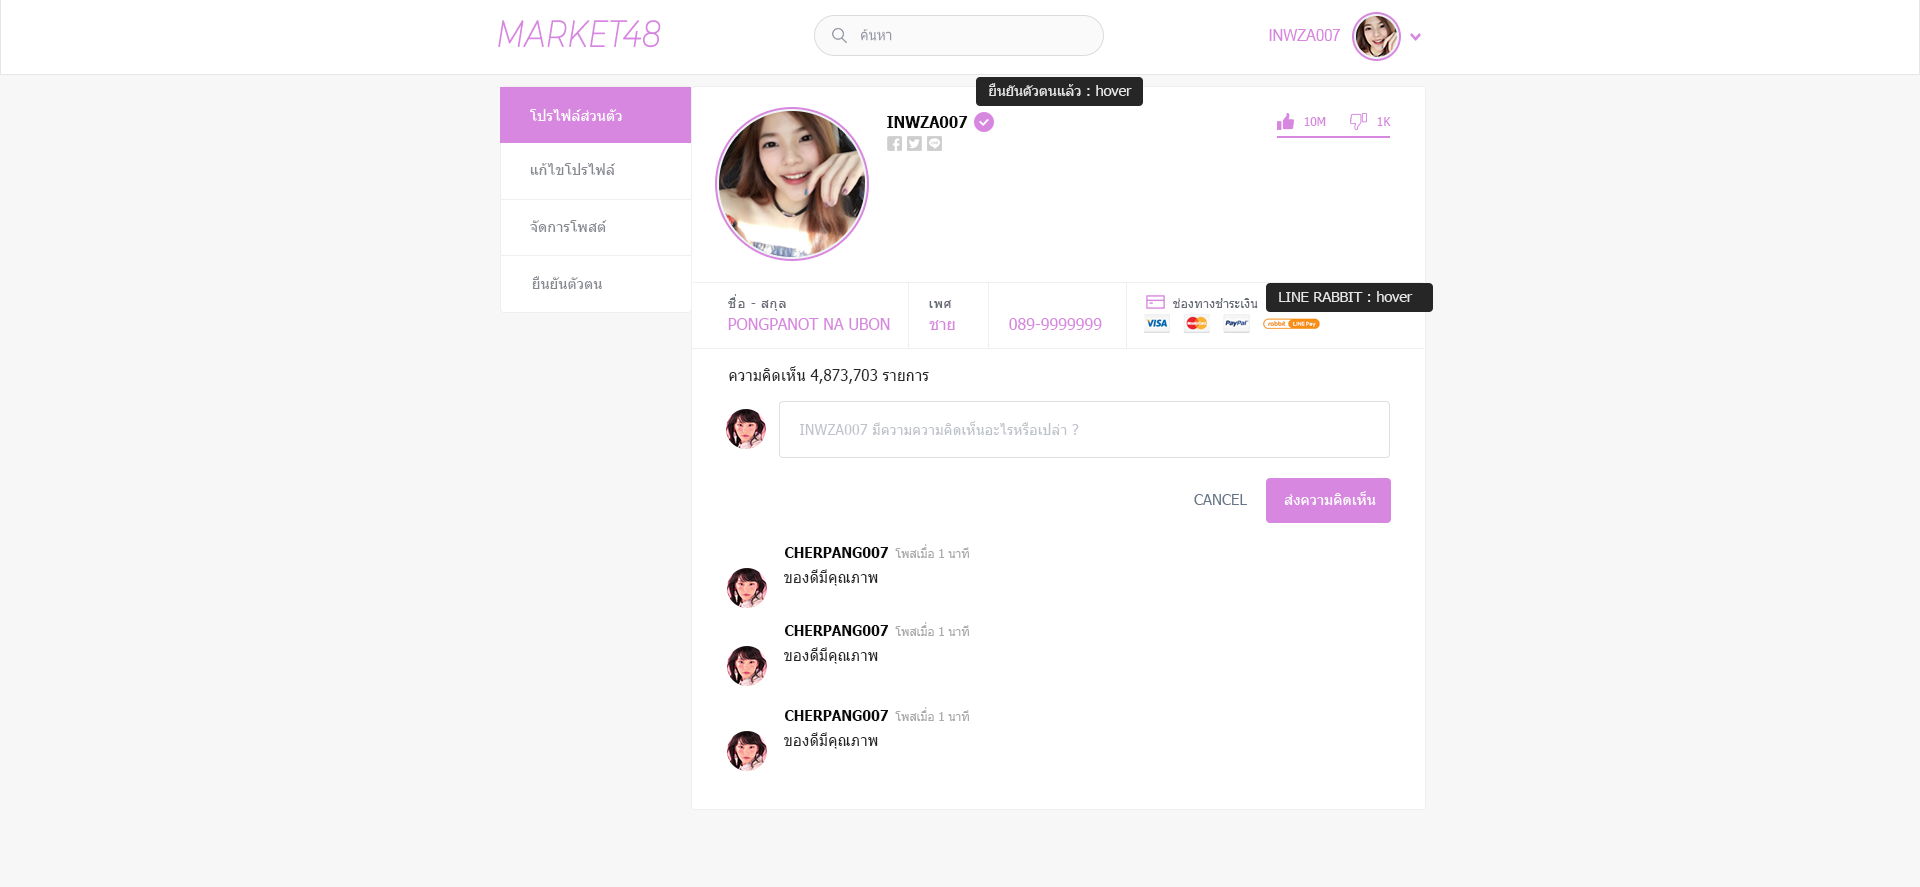 MARKET48
ค้นหา
INWZA007
ยืนยันตัวตนแล้ว : hover
โปรไฟล์ส่วนตัว
แก้ไขโปรไฟล์
จัดการโพสต์
ยืนยันตัวตน
INWZA007
10M 1K
ชื่อ - สกุล
PONGPANOT NA UBON
เพศ
ชาย
089-9999999
ช่องทางชำระเงิน
LINE RABBIT : hover
VISA
MasterCard
PayPal
rabbit LINE Pay
ความคิดเห็น 4,873,703 รายการ
INWZA007 มีความความคิดเห็นอะไรหรือเปล่า ?
CANCEL
ส่งความคิดเห็น
CHERPANG007 โพสเมื่อ 1 นาที
ของดีมีคุณภาพ
CHERPANG007 โพสเมื่อ 1 นาที
ของดีมีคุณภาพ
CHERPANG007 โพสเมื่อ 1 นาที
ของดีมีคุณภาพ